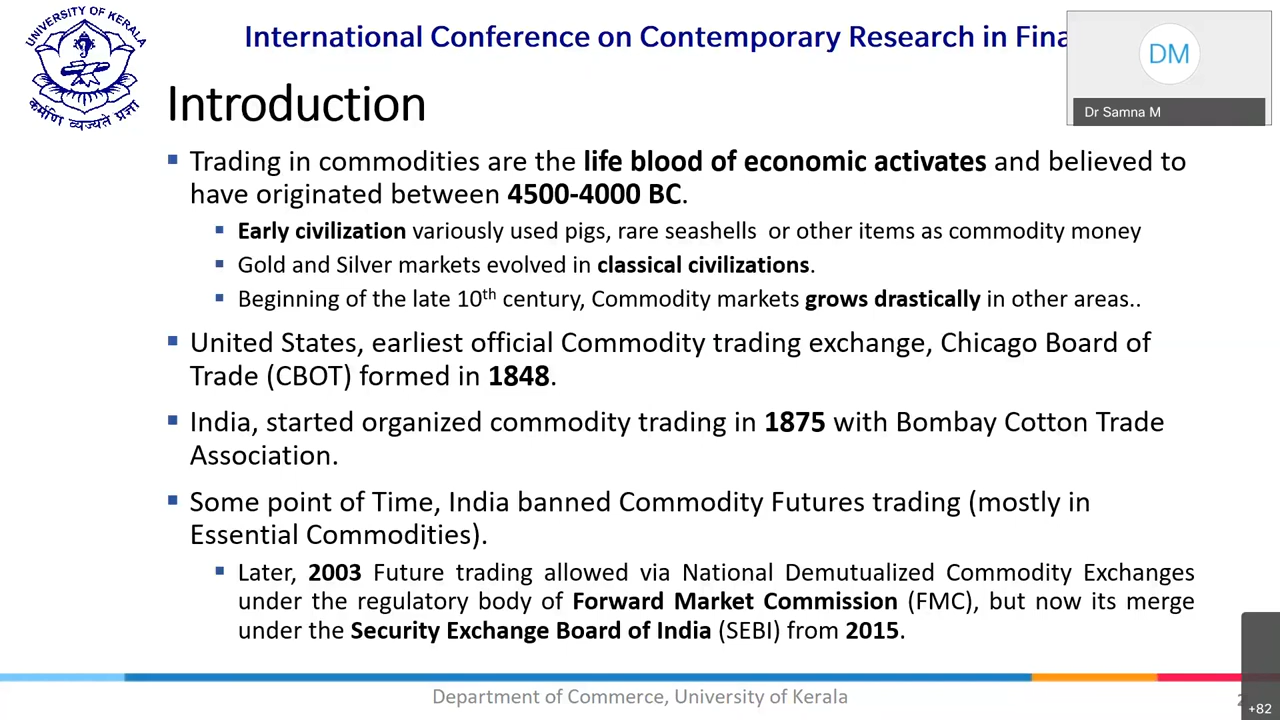 UNIVERSITY OF KERALA
कर्मणि व्यज्यते प्रज्ञा
International Conference on Contemporary Research in Fina
DM
Dr Samna M
Introduction
Trading in commodities are the life blood of economic activates and believed to
have originated between 4500-4000 BC.
Early civilization variously used pigs, rare seashells or other items as commodity money
Gold and Silver markets evolved in classical civilizations.
Beginning of the late 10th century, Commodity markets grows drastically in other areas..
United States, earliest official Commodity trading exchange, Chicago Board of
Trade (CBOT) formed in 1848.
India, started organized commodity trading in 1875 with Bombay Cotton Trade
Association.
Some point of Time, India banned Commodity Futures trading (mostly in
Essential Commodities).
Later, 2003 Future trading allowed via National Demutualized Commodity Exchanges
under the regulatory body of Forward Market Commission (FMC), but now its merge
under the Security Exchange Board of India (SEBI) from 2015.
Department of Commerce, University of Kerala
+82